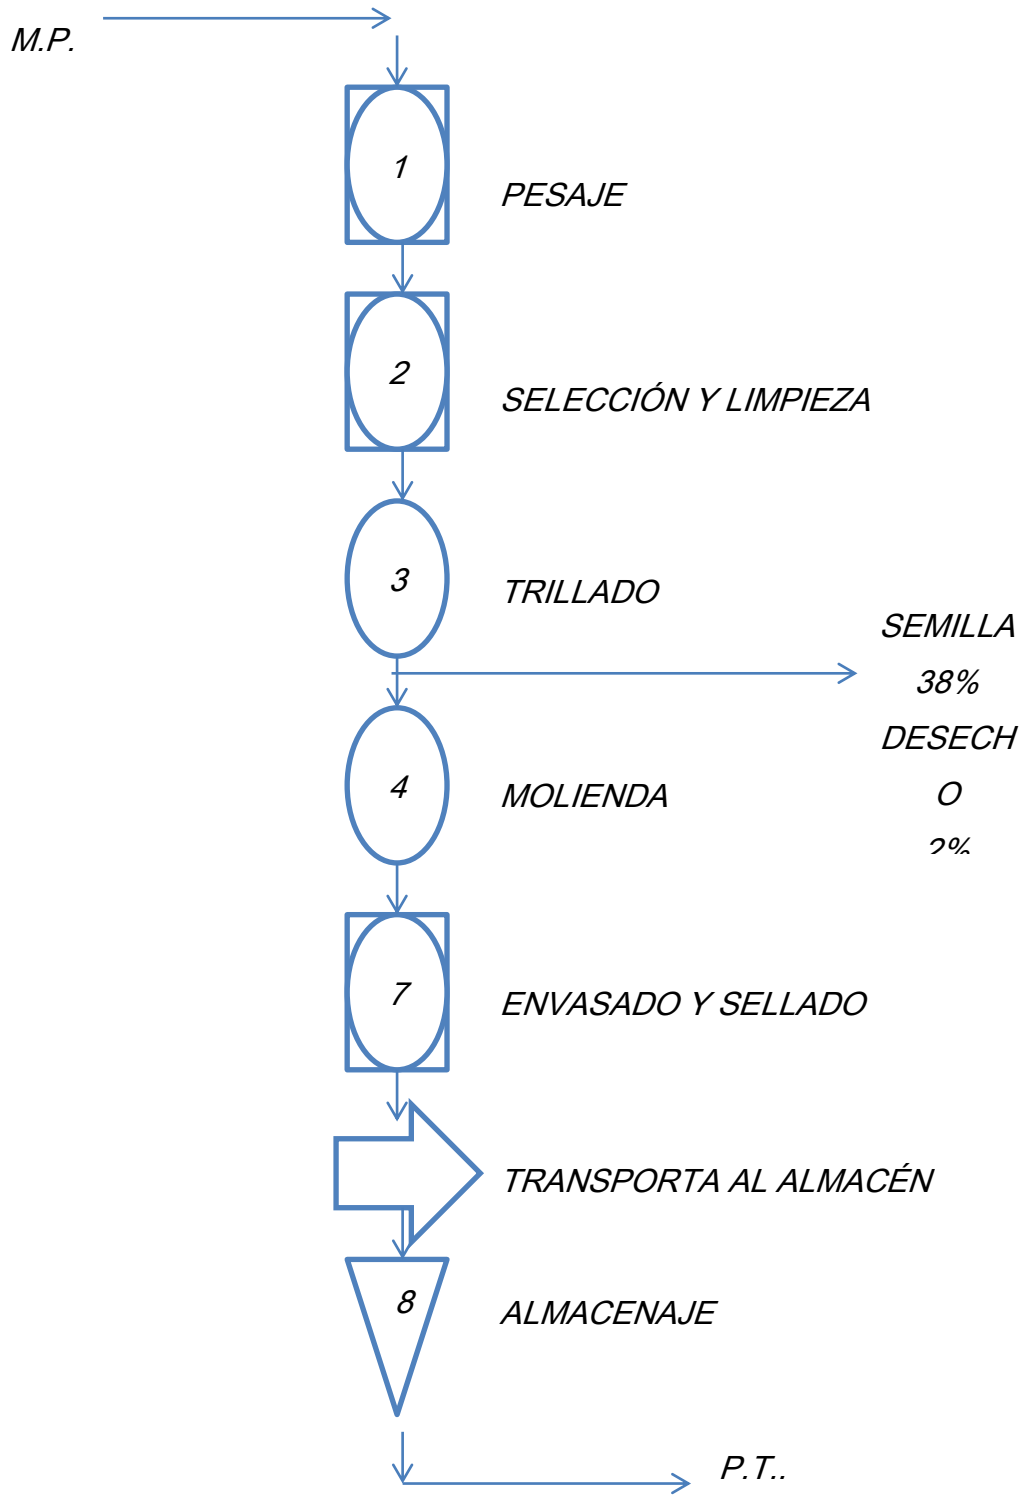 M.P.
1
PESAJE
2
SELECCIÓN Y LIMPIEZA
3
TRILLADO
SEMILLA
38%
DESECH
O
2%
4
MOLIENDA
7
ENVASADO Y SELLADO
TRANSPORTA AL ALMACÉN
8
ALMACENAJE
P.T..